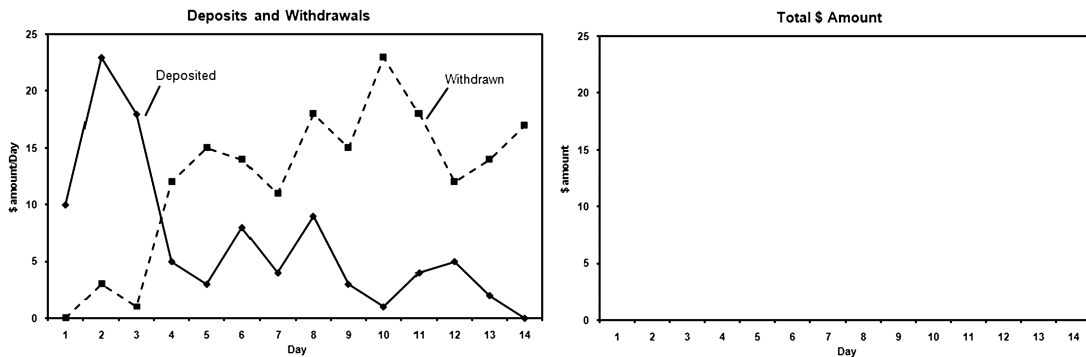 Deposits and Withdrawals
25
20
15
10
5
0
$ amount/Day
Deposited
Withdrawn
1 2 3 4 5 6 7 8 9 10 11 12 13 14
Day
Total $ Amount
25
20
15
10
5
0
$ amount
1 2 3 4 5 6 7 8 9 10 11 12 13 14
Day